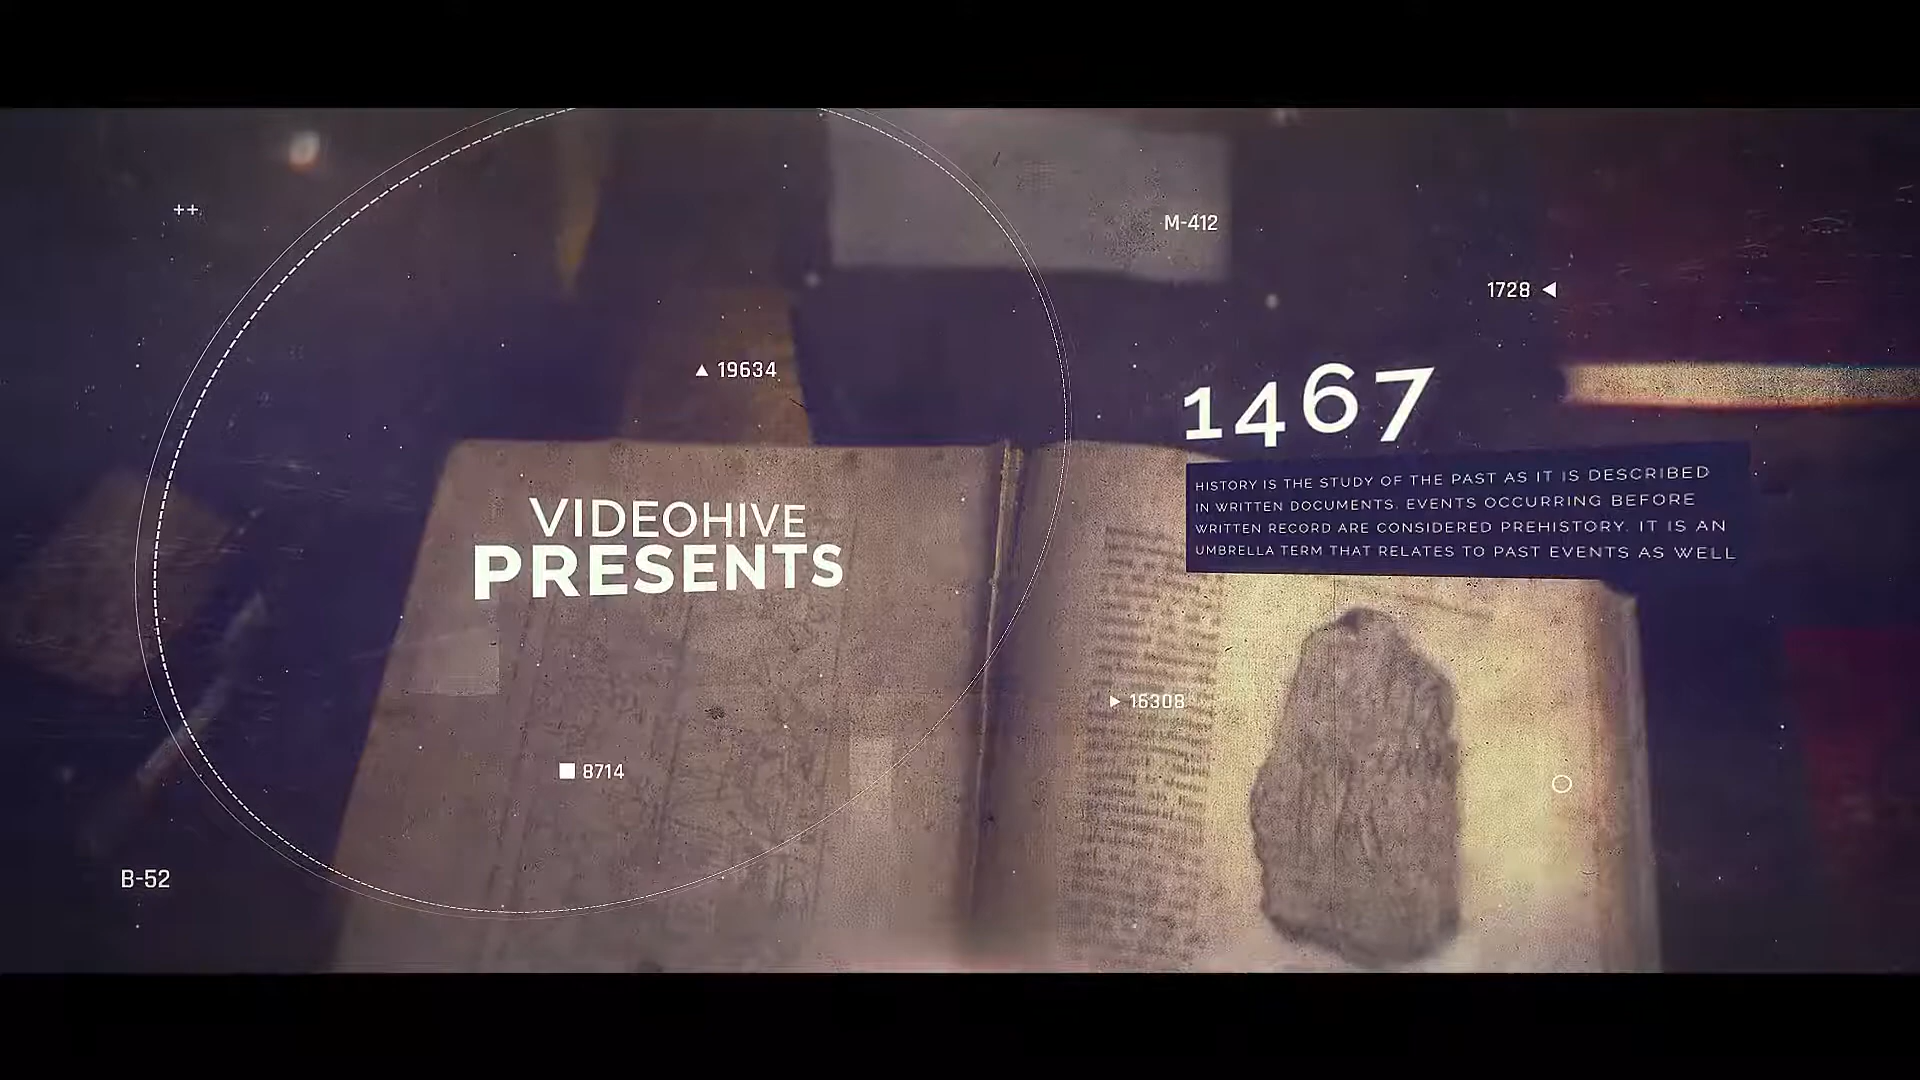 ++
M-412
1728
19634
1467
HISTORY IS THE STUDY OF THE PAST AS IT IS DESCRIBED
IN WRITTEN DOCUMENTS. EVENTS OCCURRING BEFORE
WRITTEN RECORD ARE CONSIDERED PREHISTORY. IT IS AN
UMBRELLA TERM THAT RELATES TO PAST EVENTS AS WELL
VIDEOHIVE
PRESENTS
16308
8714
B-52